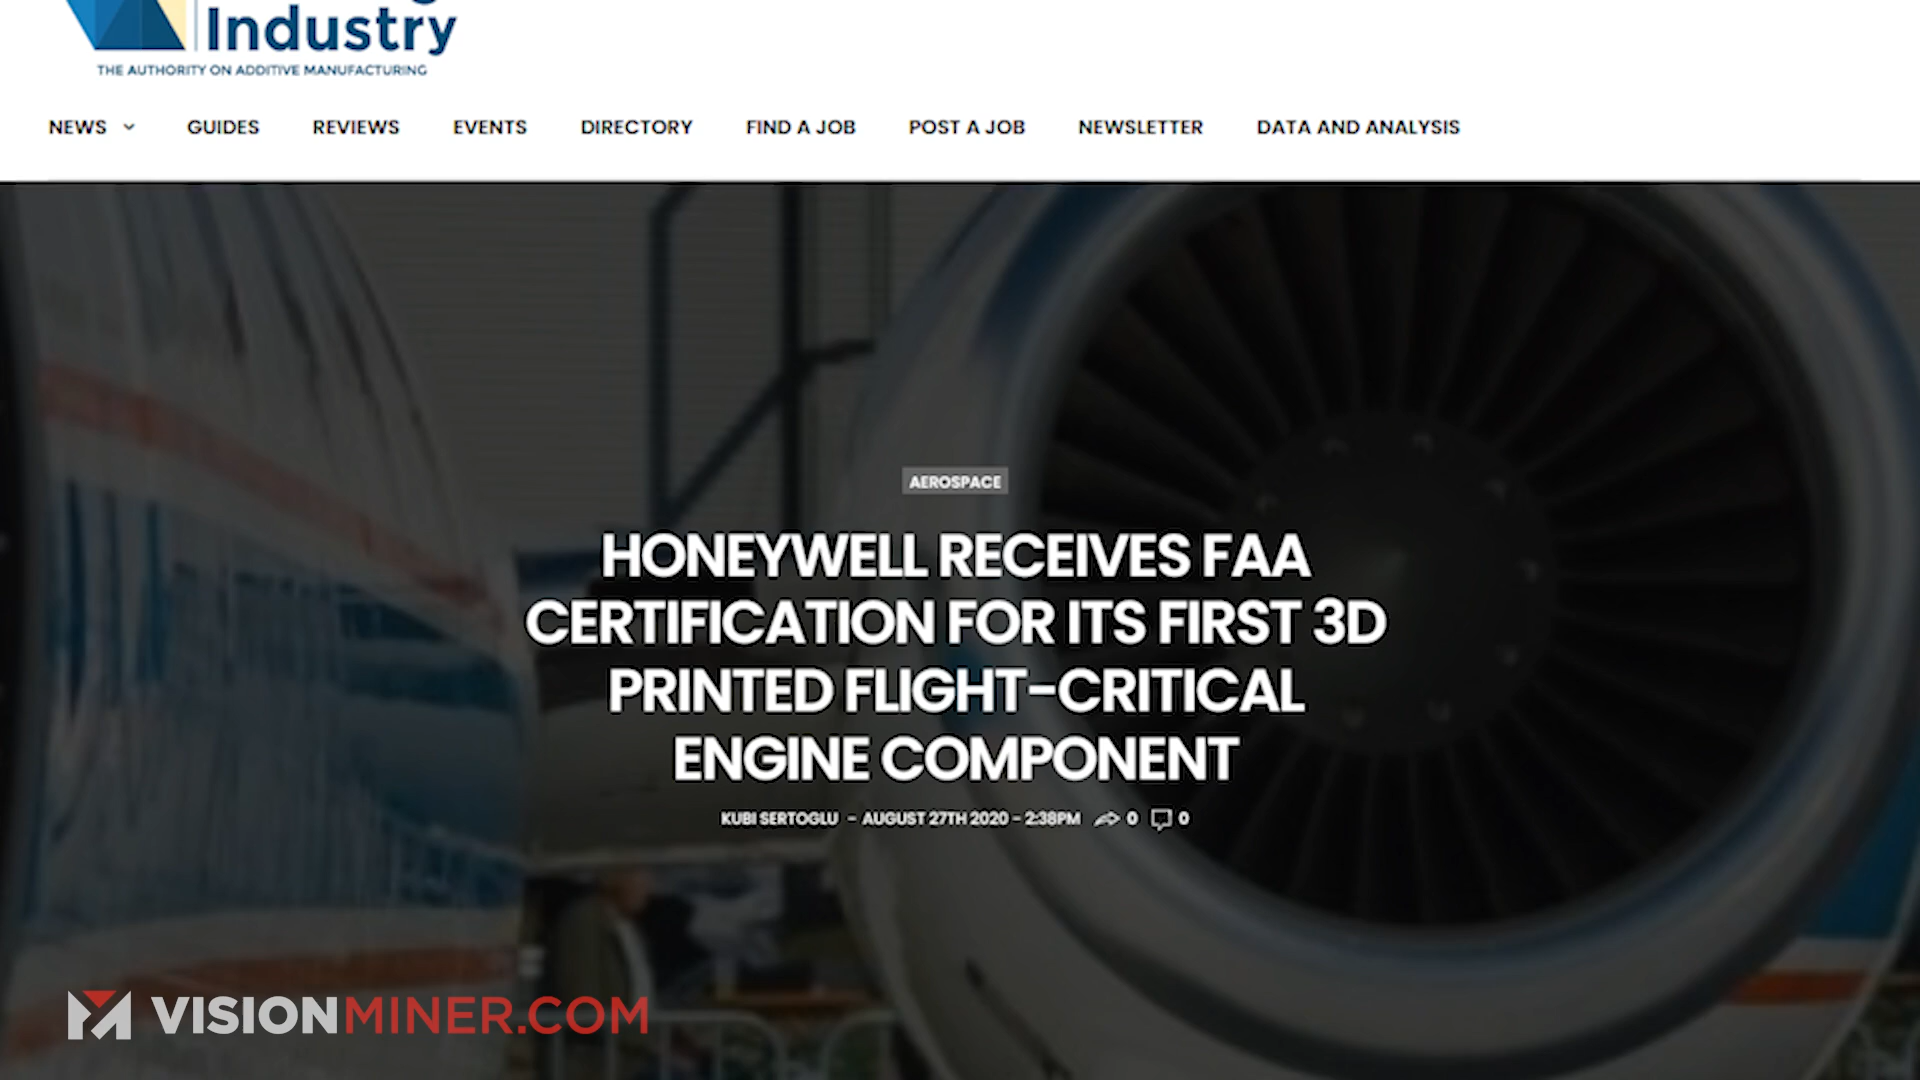 Industry
THE AUTHORITY ON ADDITIVE MANUFACTURING
NEWS GUIDES REVIEWS EVENTS DIRECTORY FIND A JOB POST A JOB NEWSLETTER DATA AND ANALYSIS
AEROSPACE
HONEYWELL RECEIVES FAA
CERTIFICATION FOR ITS FIRST 3D
PRINTED FLIGHT-CRITICAL
ENGINE COMPONENT
KUBI SERTOGLU - AUGUST 27TH 2020 - 2:38PM 0 0
VISIONMINER.COM